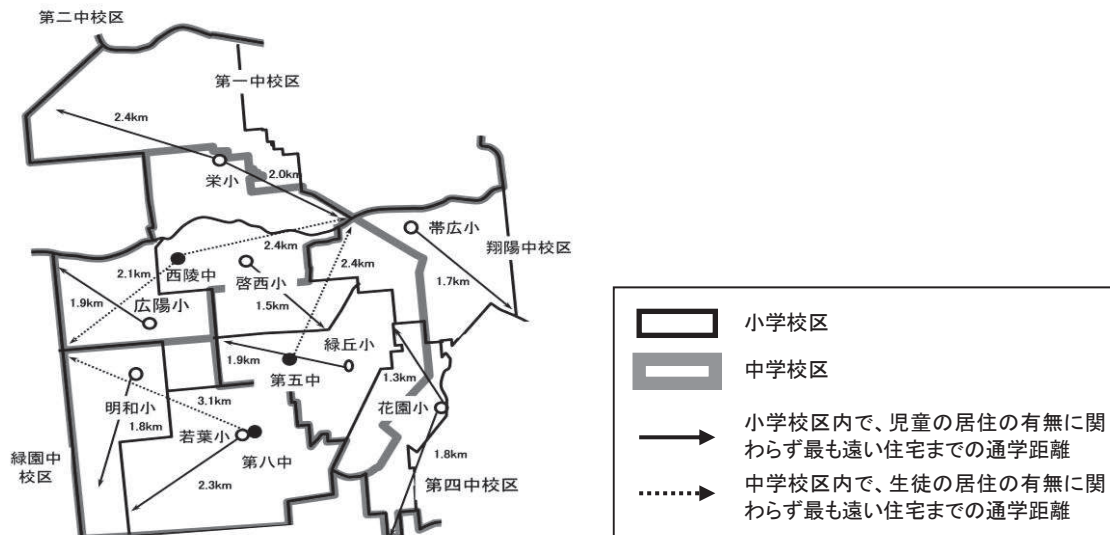 第二中校区
第一中校区
2.4km
栄小
2.0km
帯広小
翔陽中校区
2.4km
西陵中
2.1km
啓西小
2.4km
1.7km
1.9km
広陽小
1.5km
緑丘小
1.9km
第五中
1.3km
明和小
3.1km
花園小
1.8km
若葉小
第八中
1.8km
緑園中
校区
2.3km
第四中校区
小学校区
中学校区
小学校区内で、児童の居住の有無に関
わらず最も遠い住宅までの通学距離
中学校区内で、生徒の居住の有無に関
わらず最も遠い住宅までの通学距離